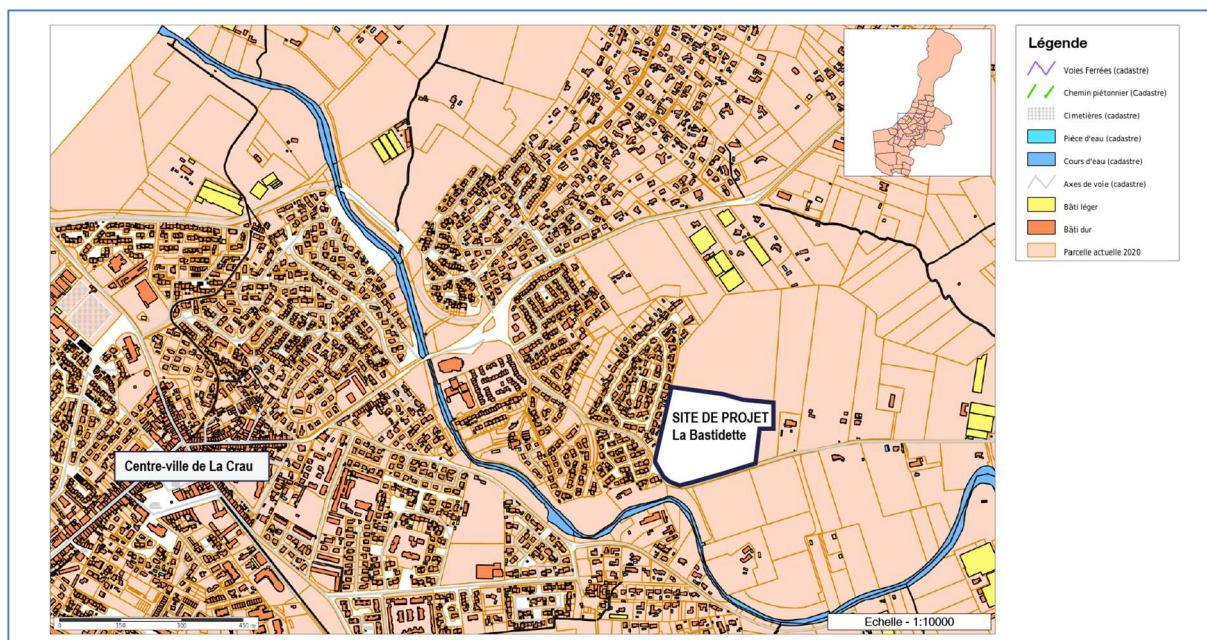 Légende
Voies Ferrées (cadastre)
Chemin piétonnier (Cadastre)
Cimetières (cadastre)
Pièce d'eau (cadastre)
Cours d'eau (cadastre)
Axes de voie (cadastre)
Bâti léger
Bâti dur
Parcelle actuelle 2020
SITE DE PROJET
La Bastidette
Centre-ville de La Crau
0 150 300 450 m
Echelle - 1:10000